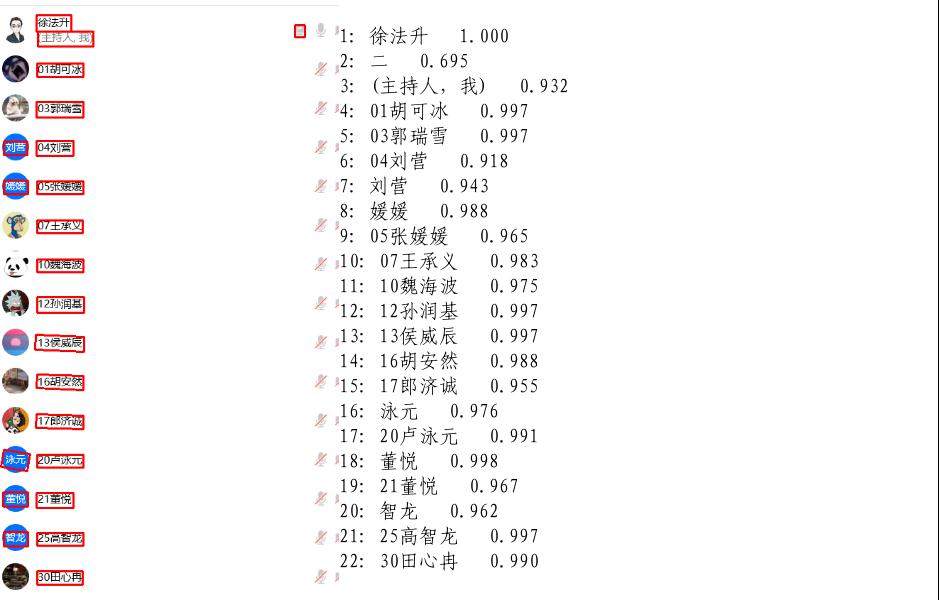 徐法升
(主持人, 我)
01胡可冰
03郭瑞雪
刘营 04刘营
媛媛 05张媛媛
07王承义
10魏海波
12孙润基
13侯威辰
16胡安然
17郎济诚
泳元 20卢泳元
董悦 21董悦
智龙 25高智龙
30田心冉
1: 徐法升 1.000
2: 二 0.695
3: (主持人, 我) 0.932
4: 01胡可冰 0.997
5: 03郭瑞雪 0.997
6: 04刘营 0.918
7: 刘营 0.943
8: 媛媛 0.988
9: 05张媛媛 0.965
10: 07王承义 0.983
11: 10魏海波 0.975
12: 12孙润基 0.997
13: 13侯威辰 0.997
14: 16胡安然 0.988
15: 17郎济诚 0.955
16: 泳元 0.976
17: 20卢泳元 0.991
18: 董悦 0.998
19: 21董悦 0.967
20: 智龙 0.962
21: 25高智龙 0.997
22: 30田心冉 0.990